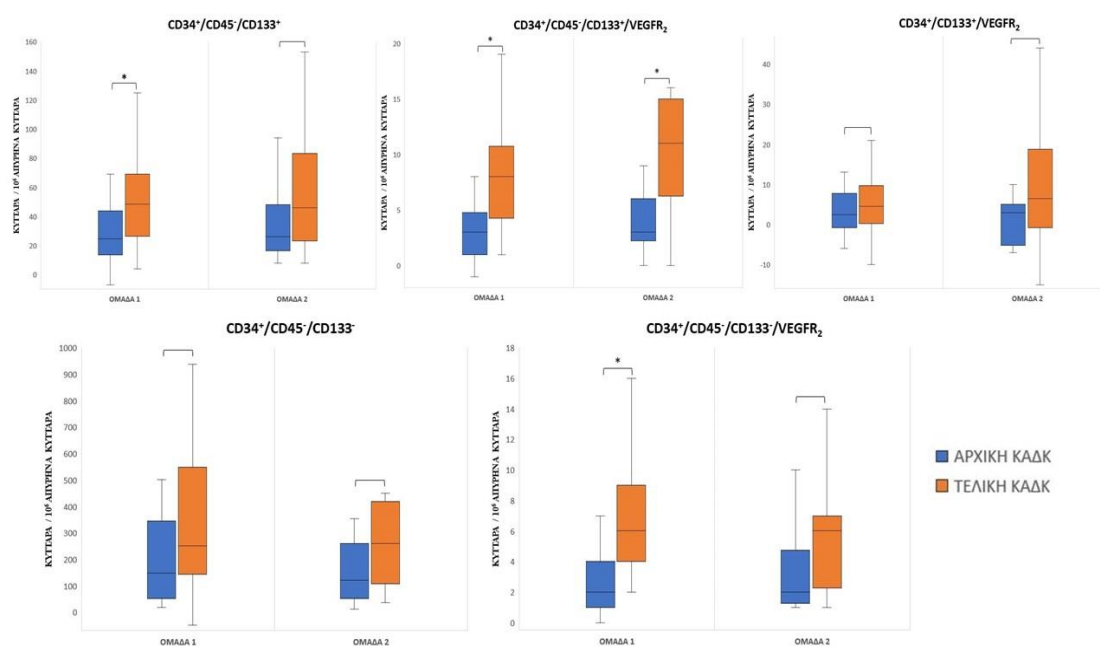 CD34⁺/CD45⁻/CD133⁺
ΚΥΤΤΑΡΑ / 10⁶ ΑΠΥΡΗΝΑ ΚΥΤΤΑΡΑ
160
140
120
100
80
60
40
20
0
*
ΟΜΑΔΑ 1
ΟΜΑΔΑ 2
CD34⁺/CD45⁻/CD133⁺/VEGFR₂
ΚΥΤΤΑΡΑ / 10⁶ ΑΠΥΡΗΝΑ ΚΥΤΤΑΡΑ
20
15
10
5
0
*
*
ΟΜΑΔΑ 1
ΟΜΑΔΑ 2
CD34⁺/CD133⁺/VEGFR₂
ΚΥΤΤΑΡΑ / 10⁶ ΑΠΥΡΗΝΑ ΚΥΤΤΑΡΑ
40
30
20
10
0
-10
ΟΜΑΔΑ 1
ΟΜΑΔΑ 2
CD34⁺/CD45⁻/CD133⁻
ΚΥΤΤΑΡΑ / 10⁶ ΑΠΥΡΗΝΑ ΚΥΤΤΑΡΑ
1000
900
800
700
600
500
400
300
200
100
0
ΟΜΑΔΑ 1
ΟΜΑΔΑ 2
CD34⁺/CD45⁻/CD133⁻/VEGFR₂
ΚΥΤΤΑΡΑ / 10⁶ ΑΠΥΡΗΝΑ ΚΥΤΤΑΡΑ
18
16
14
12
10
8
6
4
2
0
*
ΟΜΑΔΑ 1
ΟΜΑΔΑ 2
ΑΡΧΙΚΗ ΚΑΔΚ
ΤΕΛΙΚΗ ΚΑΔΚ